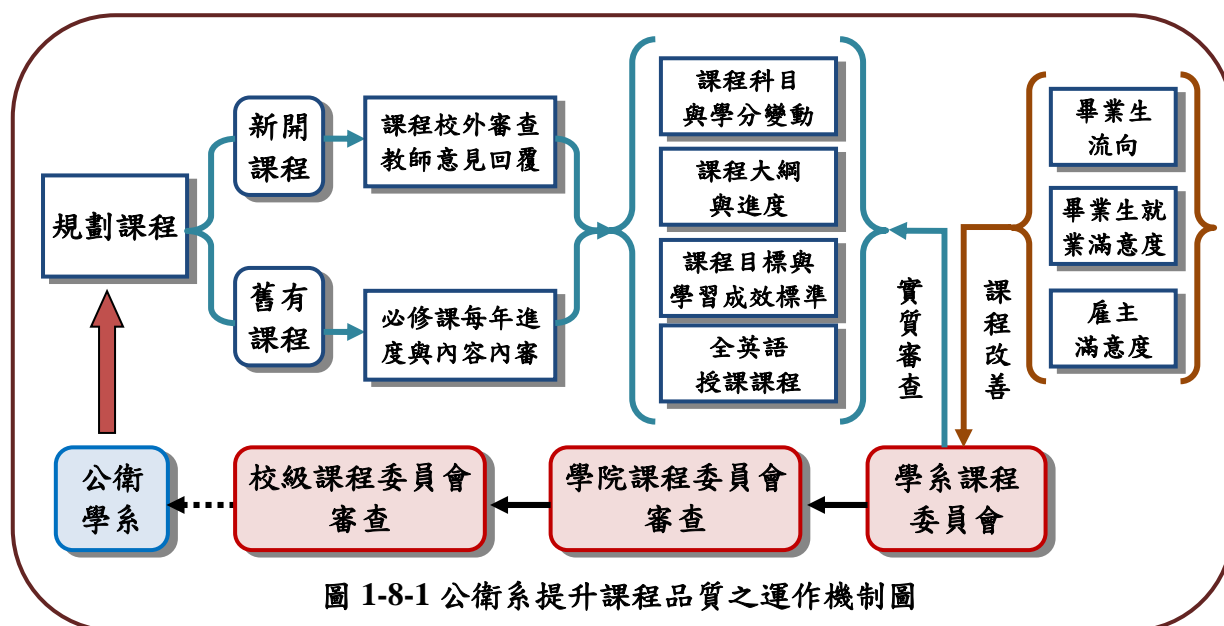 規劃課程
新開
課程
課程校外審查
教師意見回覆
舊有
課程
必修課每年進
度與內容內審
課程科目
與學分變動
課程大綱
與進度
課程目標與
學習成效標準
全英語
授課課程
實質審查
課程改善
畢業生
流向
畢業生就
業滿意度
雇主
滿意度
公衛
學系
校級課程委員會
審查
學院課程委員會
審查
學系課程
委員會
圖 1-8-1 公衛系提升課程品質之運作機制圖